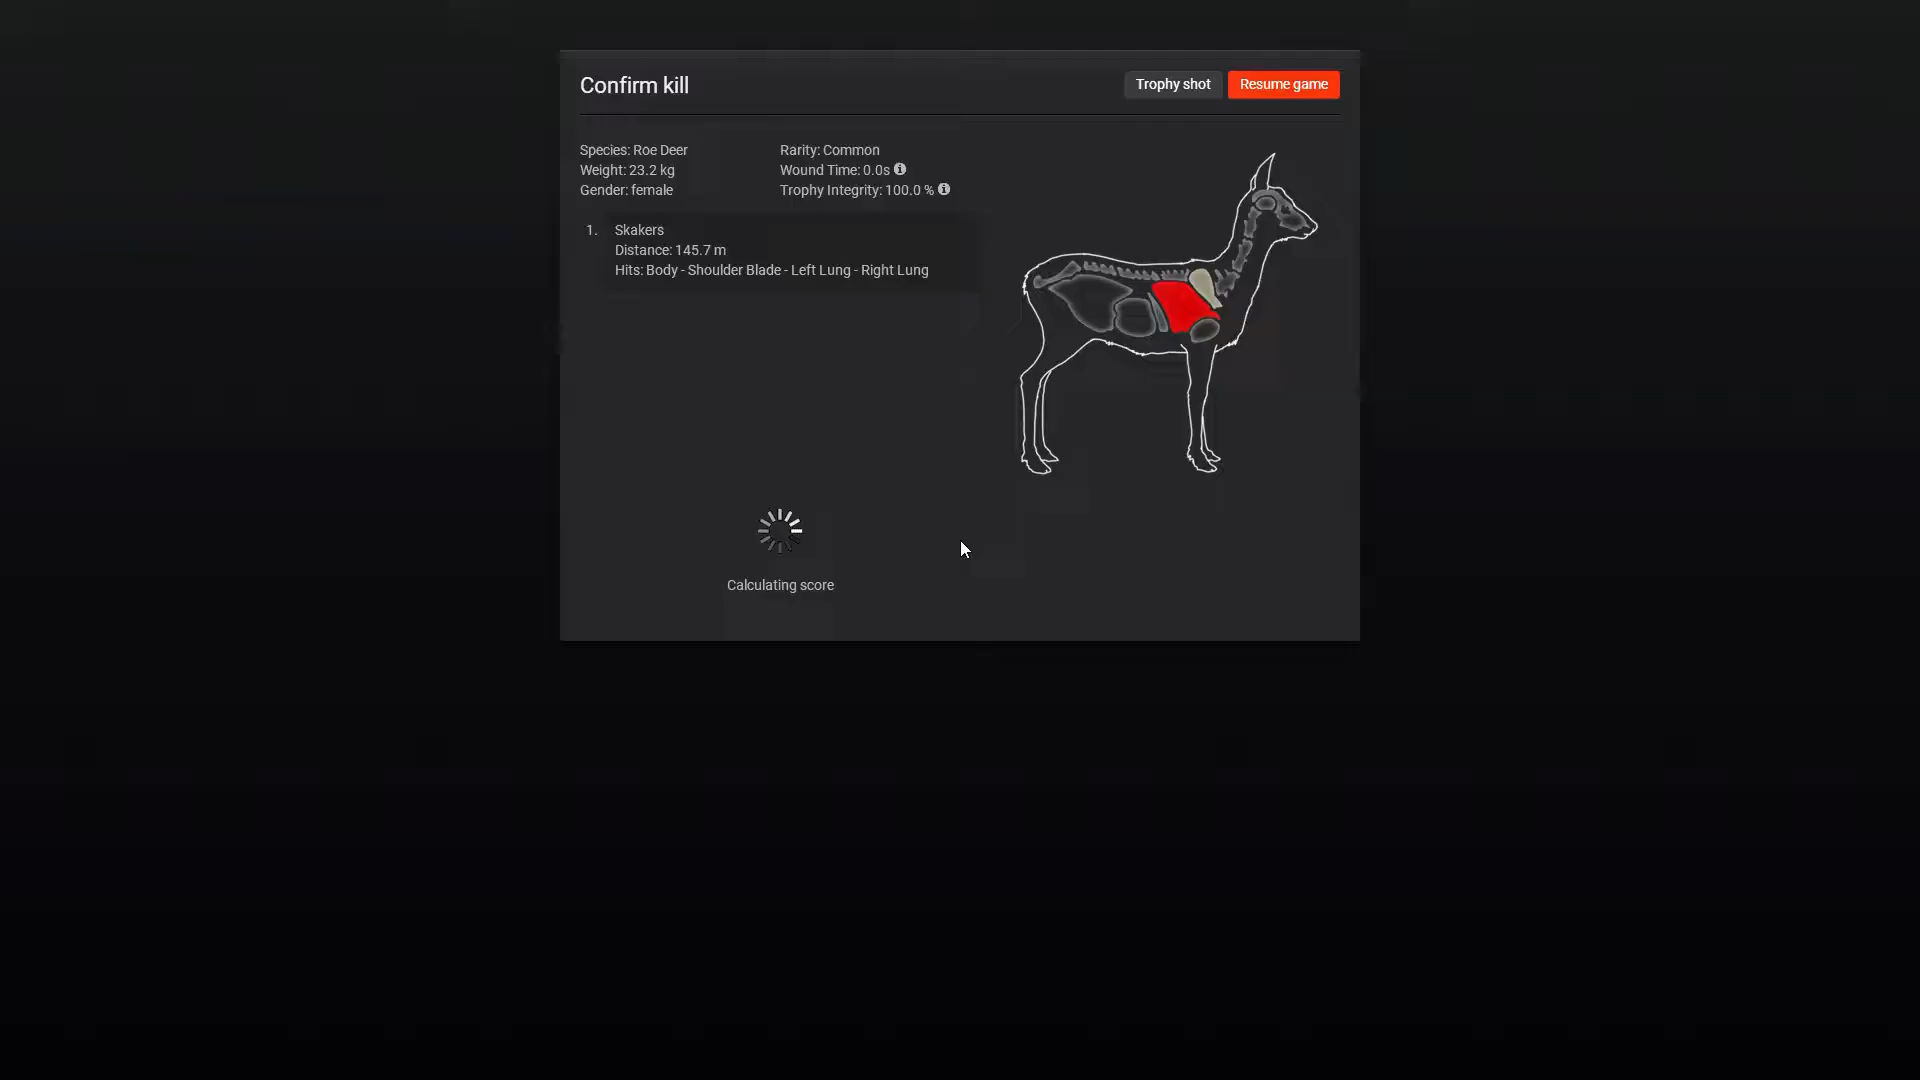 Confirm kill
Trophy shot
Resume game
Species: Roe Deer
Weight: 23.2 kg
Gender: female
Rarity: Common
Wound Time: 0.0s
Trophy Integrity: 100.0 %
1. Skakers
Distance: 145.7 m
Hits: Body - Shoulder Blade - Left Lung - Right Lung
Calculating score